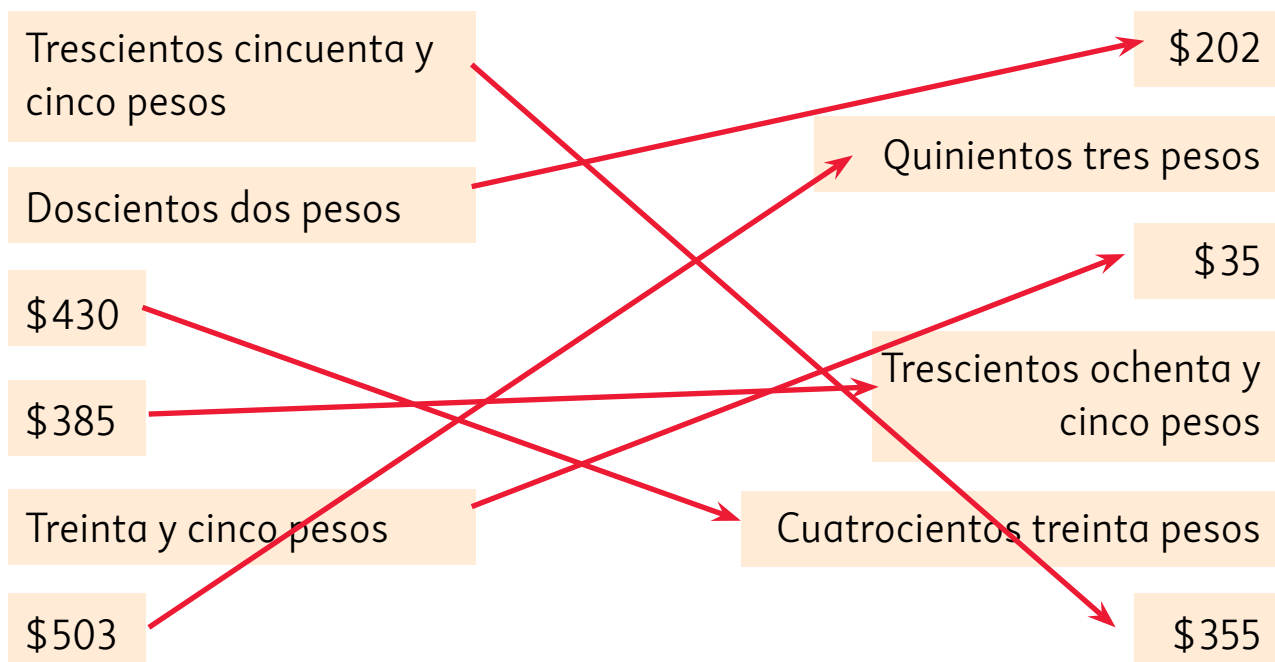 Trescientos cincuenta y
cinco pesos
Doscientos dos pesos
$430
$385
Treinta y cinco pesos
$503
$202
Quinientos tres pesos
$35
Trescientos ochenta y
cinco pesos
Cuatrocientos treinta pesos
$355